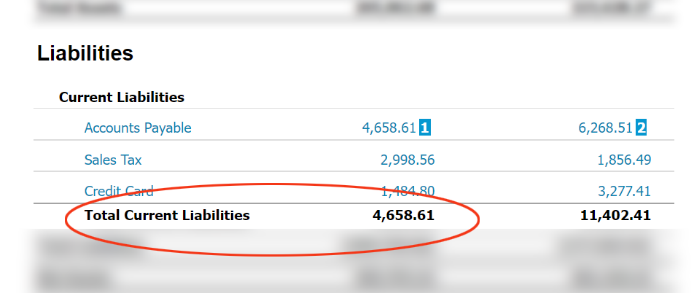 Total Assets
Liabilities
Current Liabilities
Accounts Payable 4,658.61 1 6,268.51 2
Sales Tax 2,998.56 1,856.49
Credit Card 1,484.80 3,277.41
Total Current Liabilities 4,658.61 11,402.41